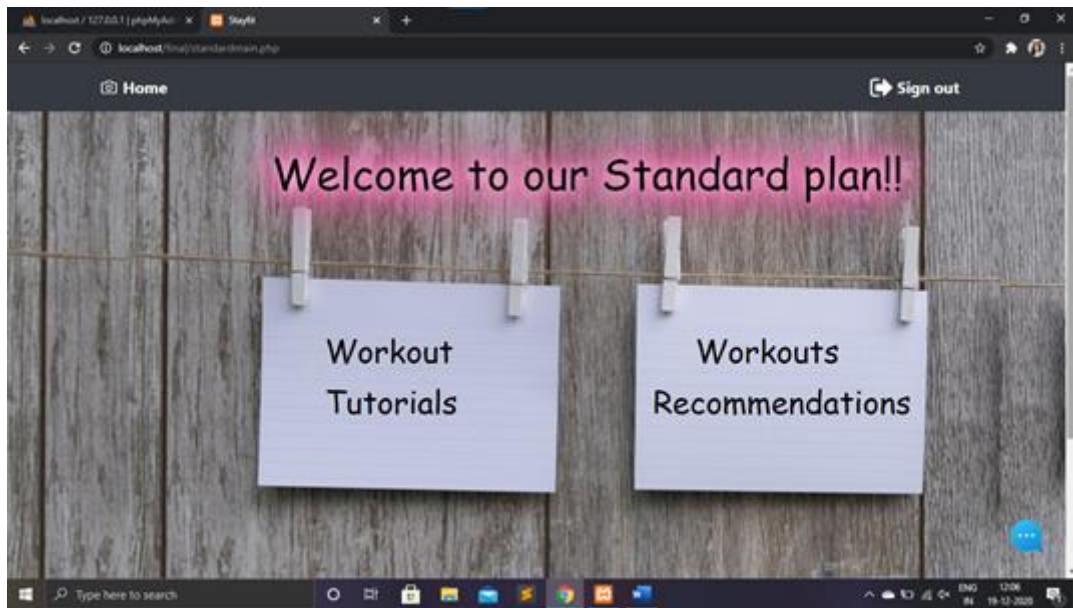 localhost / 127.0.0.1 | phpMyAd
Stayfit
localhost/final/standardmain.php
Home
Sign out
Welcome to our Standard plan!!
Workout
Tutorials
Workouts
Recommendations
Type here to search
ENG
IN
12:06
19-12-2020